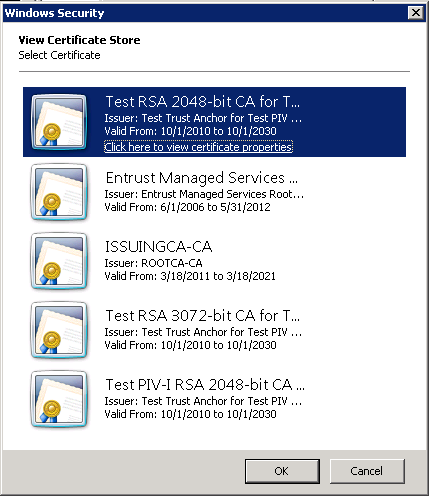 Windows Security
View Certificate Store
Select Certificate
Test RSA 2048-bit CA for T...
Issuer: Test Trust Anchor for Test PIV ...
Valid From: 10/1/2010 to 10/1/2030
Click here to view certificate properties
Entrust Managed Services ...
Issuer: Entrust Managed Services Root...
Valid From: 6/1/2006 to 5/31/2012
ISSUINGCA-CA
Issuer: ROOTCA-CA
Valid From: 3/18/2011 to 3/18/2021
Test RSA 3072-bit CA for T...
Issuer: Test Trust Anchor for Test PIV ...
Valid From: 10/1/2010 to 10/1/2030
Test PIV-I RSA 2048-bit CA ...
Issuer: Test Trust Anchor for Test PIV ...
Valid From: 10/1/2010 to 10/1/2030
OK
Cancel